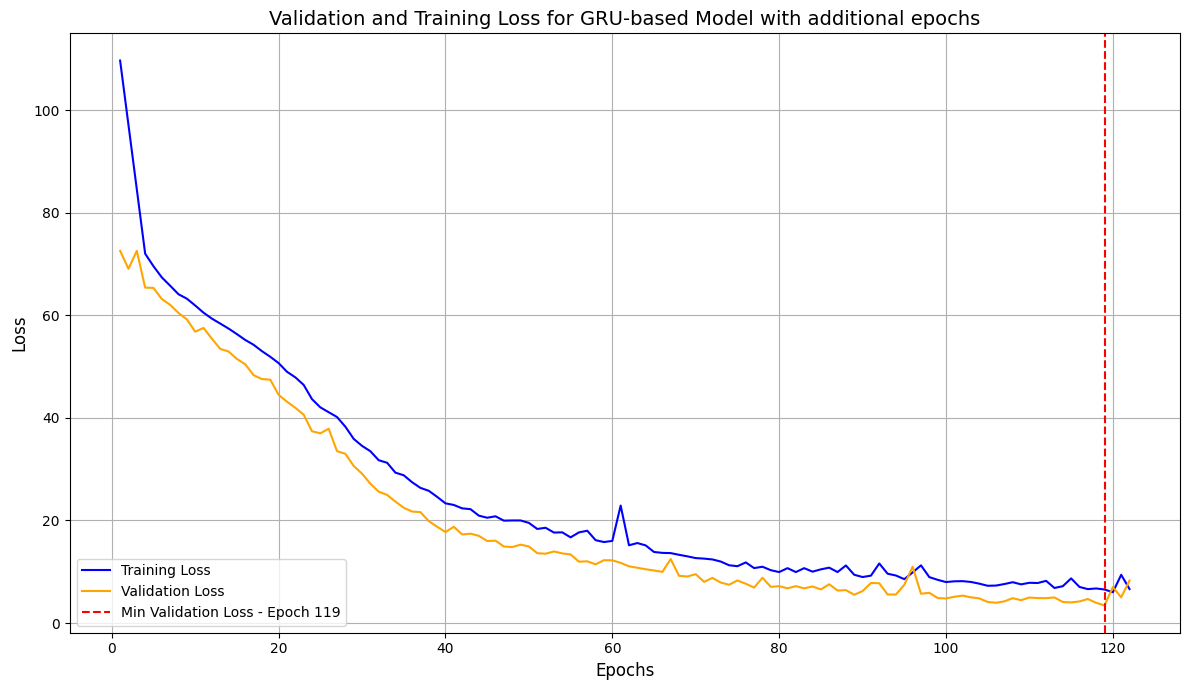 Validation and Training Loss for GRU-based Model with additional epochs
Loss
100
80
60
40
20
0
Training Loss
Validation Loss
Min Validation Loss - Epoch 119
0 20 40 60 80 100 120
Epochs